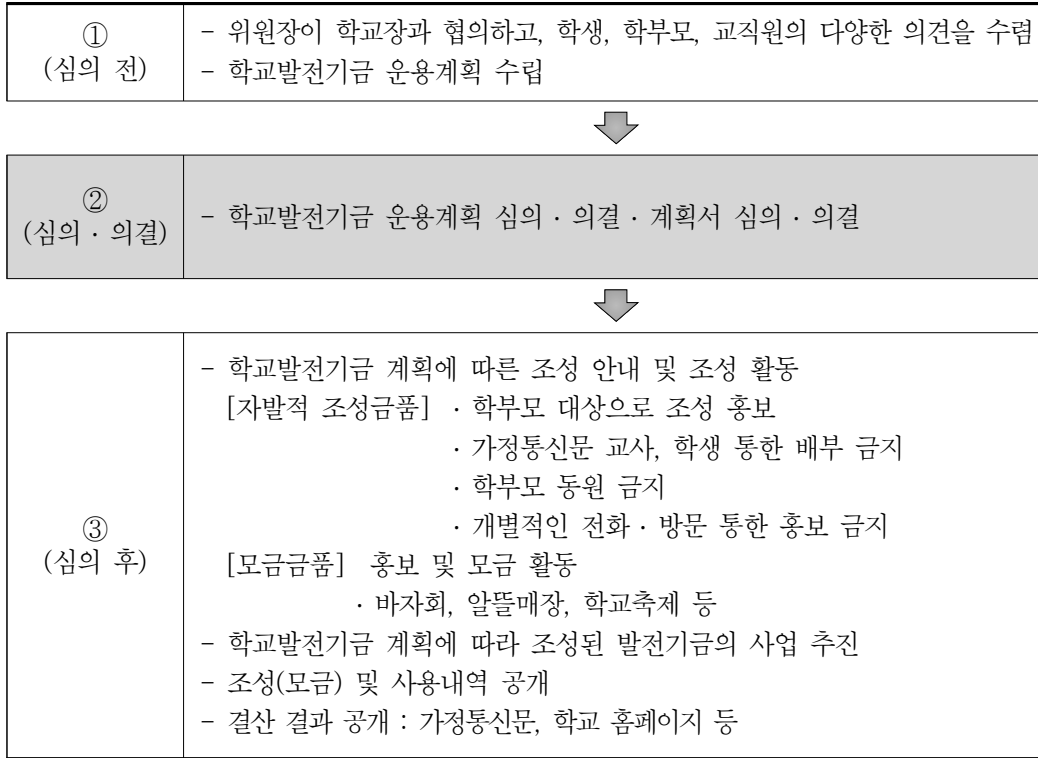 ①
(심의 전)
- 위원장이 학교장과 협의하고, 학생, 학부모, 교직원의 다양한 의견을 수렴
- 학교발전기금 운용계획 수립
②
(심의 · 의결)
- 학교발전기금 운용계획 심의 · 의결 · 계획서 심의 · 의결
③
(심의 후)
- 학교발전기금 계획에 따른 조성 안내 및 조성 활동
[자발적 조성금품] · 학부모 대상으로 조성 홍보
· 가정통신문 교사, 학생 통한 배부 금지
· 학부모 동원 금지
· 개별적인 전화 · 방문 통한 홍보 금지
[모금금품] 홍보 및 모금 활동
· 바자회, 알뜰매장, 학교축제 등
- 학교발전기금 계획에 따라 조성된 발전기금의 사업 추진
- 조성(모금) 및 사용내역 공개
- 결산 결과 공개 : 가정통신문, 학교 홈페이지 등